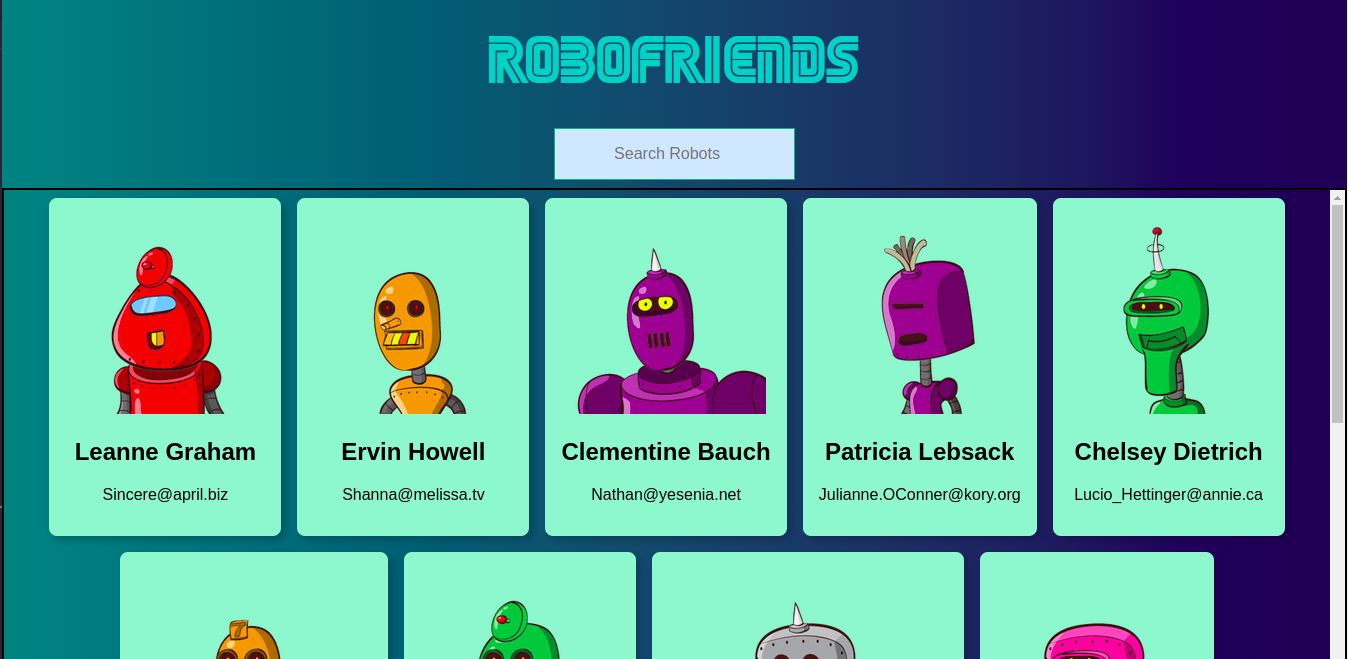 ROBOFRIENDS
Search Robots
Leanne Graham
Sincere@april.biz
Ervin Howell
Shanna@melissa.tv
Clementine Bauch
Nathan@yesenia.net
Patricia Lebsack
Julianne.OConner@kory.org
Chelsey Dietrich
Lucio_Hettinger@annie.ca
7